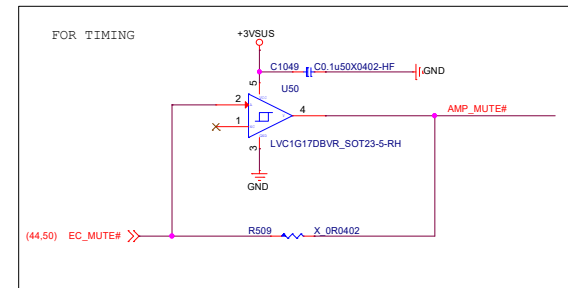 FOR TIMING
+3VSUS
C1049 C0.1u50X0402-HF
GND
5
U50
2
4
AMP_MUTE#
1
LVC1G17DBVR_SOT23-5-RH
3
GND
(44,50) EC_MUTE#
R509 X_0R0402